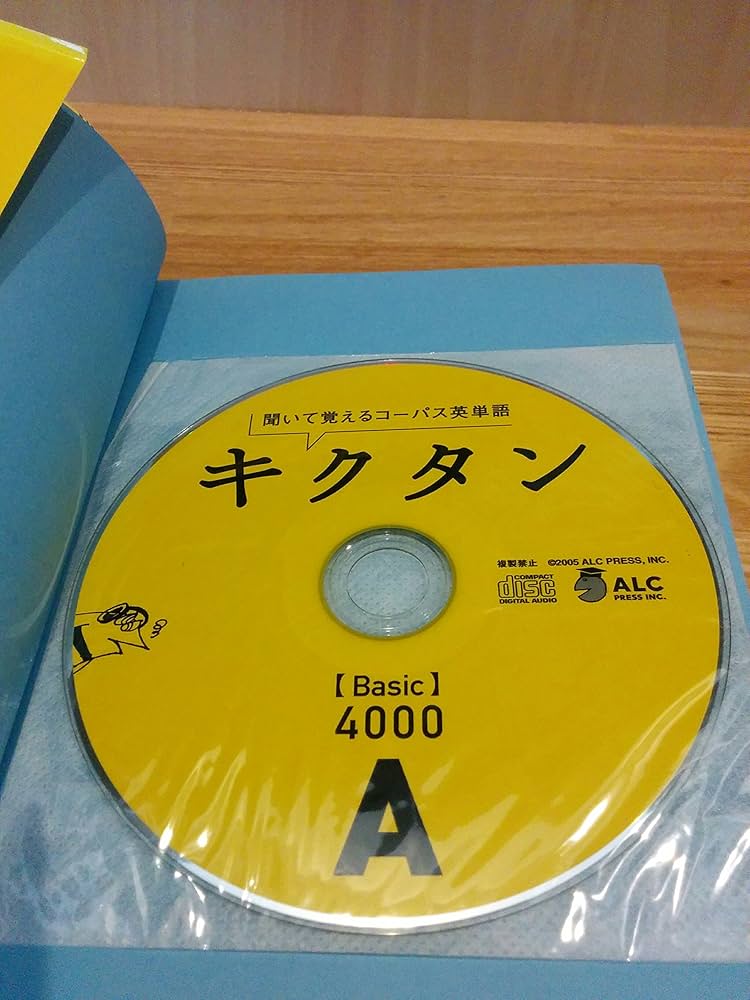 聞いて覚えるコーパス英単語
キクタン
複製禁止 ©2005 ALC PRESS, INC.
COMPACT
disc
DIGITAL AUDIO
ALC
PRESS INC.
【Basic】
4000
A